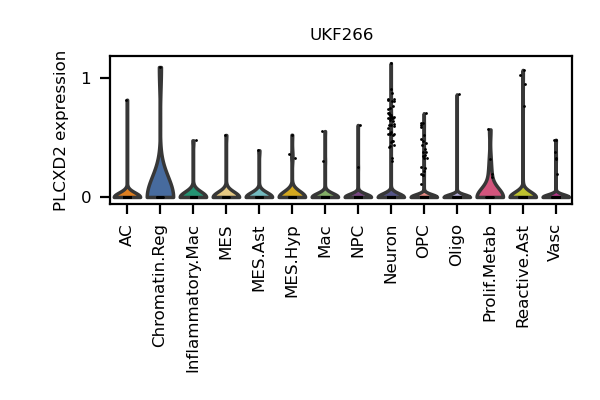 UKF266
PLCXD2 expression
1
0
AC
Chromatin.Reg
Inflammatory.Mac
MES
MES.Ast
MES.Hyp
Mac
NPC
Neuron
OPC
Oligo
Prolif.Metab
Reactive.Ast
Vasc